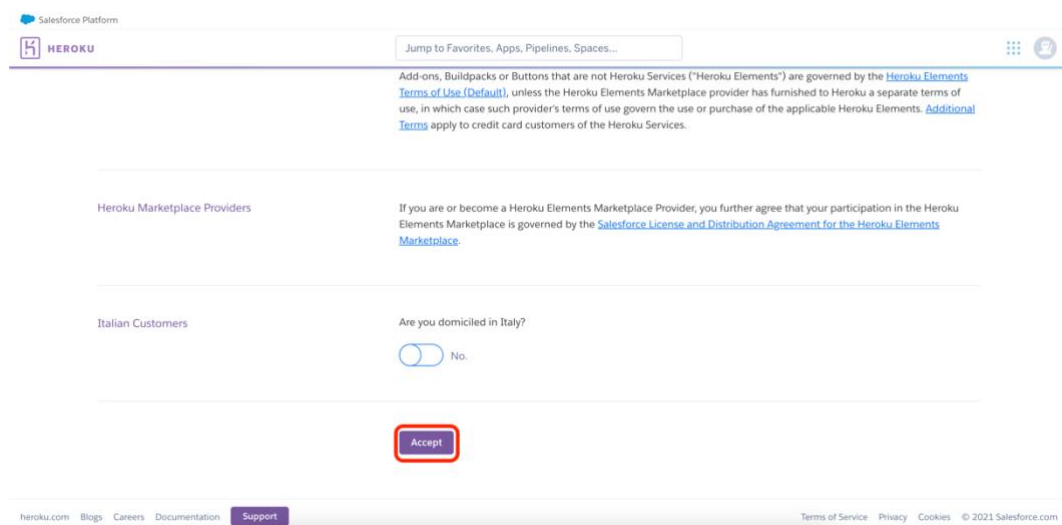 Salesforce Platform
HEROKU
Jump to Favorites, Apps, Pipelines, Spaces...
Add-ons, Buildpacks or Buttons that are not Heroku Services ("Heroku Elements") are governed by the Heroku Elements
Terms of Use (Default), unless the Heroku Elements Marketplace provider has furnished to Heroku a separate terms of
use, in which case such provider's terms of use govern the use or purchase of the applicable Heroku Elements. Additional
Terms apply to credit card customers of the Heroku Services.
Heroku Marketplace Providers
If you are or become a Heroku Elements Marketplace Provider, you further agree that your participation in the Heroku
Elements Marketplace is governed by the Salesforce License and Distribution Agreement for the Heroku Elements
Marketplace.
Italian Customers
Are you domiciled in Italy?
No.
Accept
heroku.com Blogs Careers Documentation Support Terms of Service Privacy Cookies © 2021 Salesforce.com